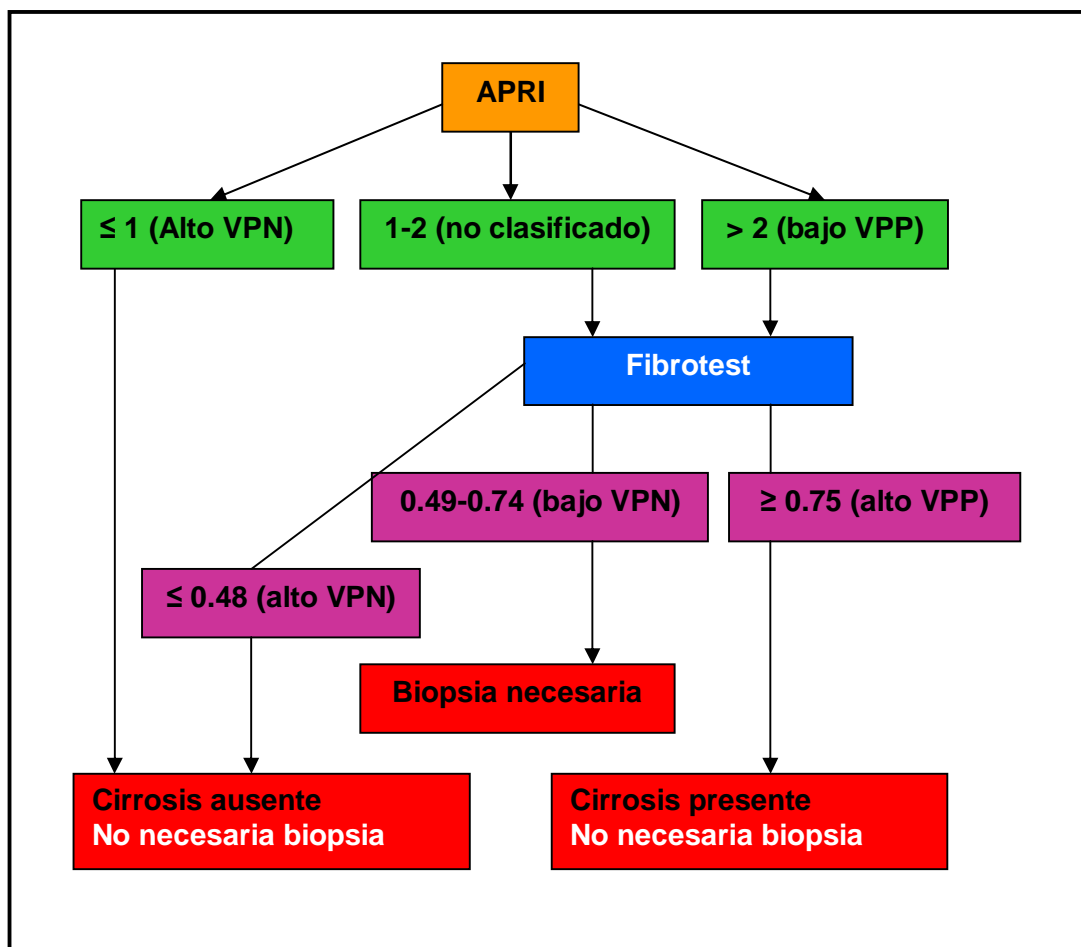 APRI
≤ 1 (Alto VPN)
1-2 (no clasificado)
> 2 (bajo VPP)
Fibrotest
0.49-0.74 (bajo VPN)
≥ 0.75 (alto VPP)
≤ 0.48 (alto VPN)
Biopsia necesaria
Cirrosis ausente
No necesaria biopsia
Cirrosis presente
No necesaria biopsia